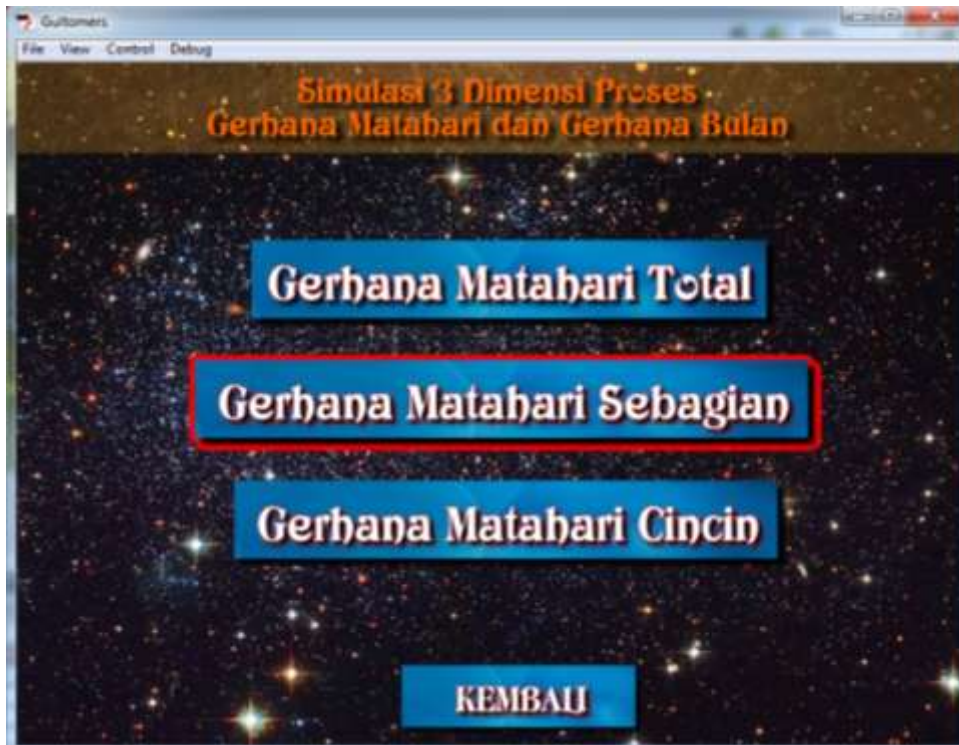 Guitomers
File View Control Debug
Simulasi 3 Dimensi Proses
Gerhana Matahari dan Gerhana Bulan
Gerhana Matahari Total
Gerhana Matahari Sebagian
Gerhana Matahari Cincin
KEMBALI